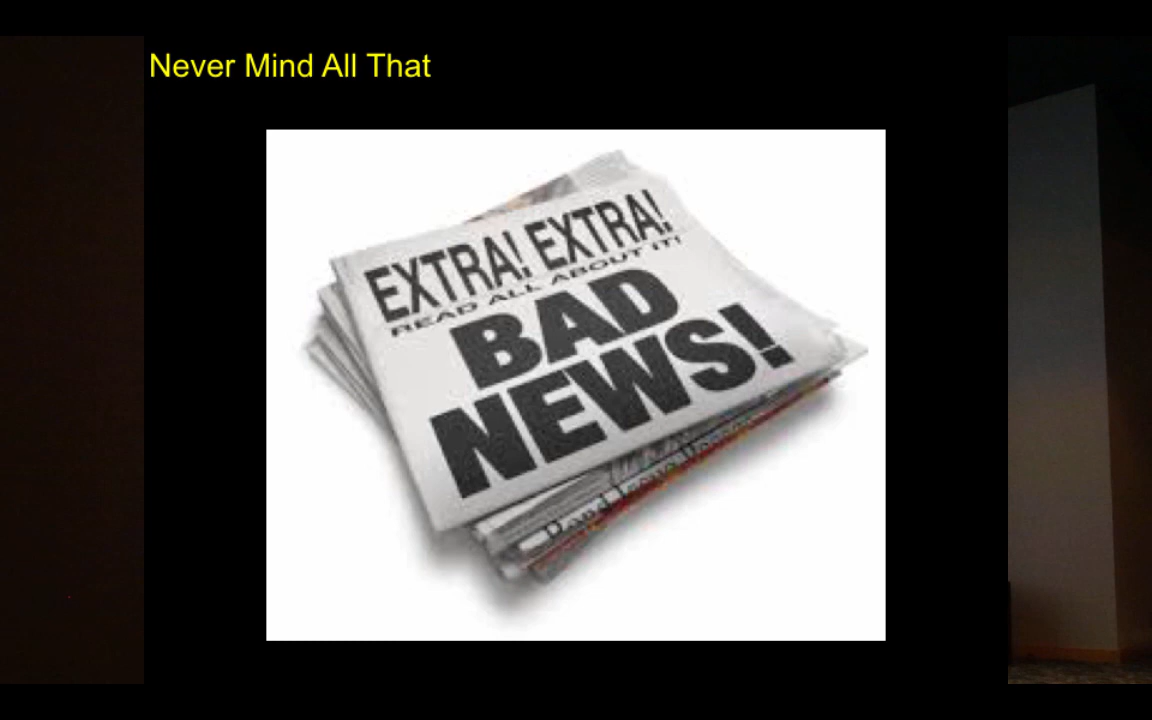 Never Mind All That
EXTRA! EXTRA!
READ ALL ABOUT IT!
BAD
NEWS!